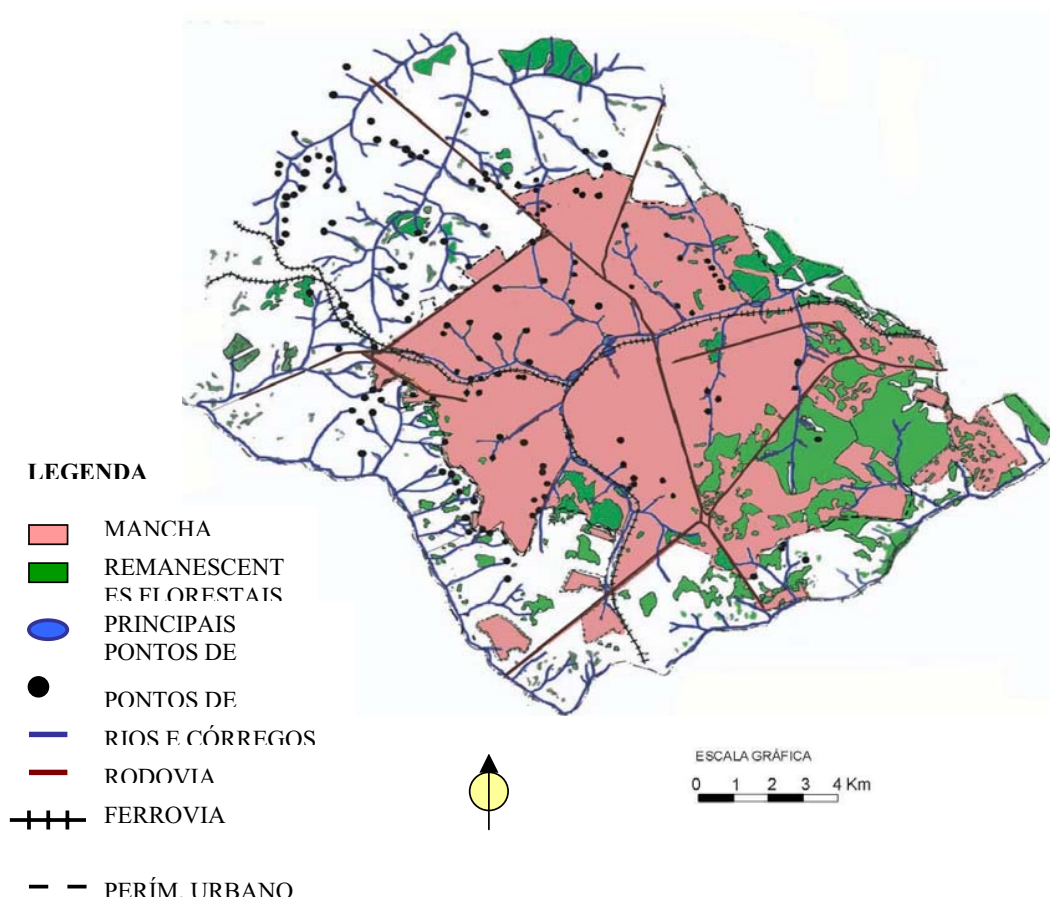 LEGENDA
MANCHA
REMANESCENT
ES FLORESTAIS
PRINCIPAIS
PONTOS DE
PONTOS DE
RIOS E CÓRREGOS
RODOVIA
FERROVIA
PERÍM. URBANO
ESCALA GRÁFICA
0 1 2 3 4 Km